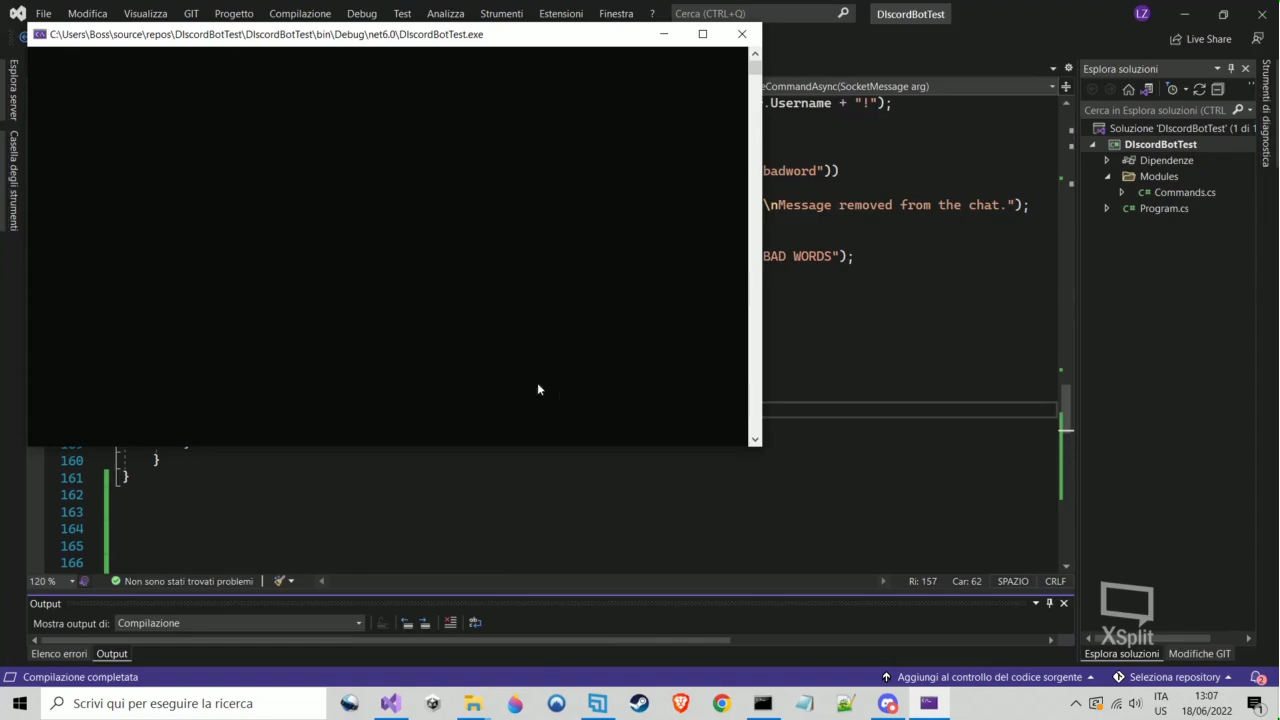 File Modifica Visualizza GIT Progetto Compilazione Debug Test Analizza Strumenti Estensioni Finestra ? Cerca (CTRL+Q) DIscordBotTest LZ
C:\Users\Boss\source\repos\DIscordBotTest\DIscordBotTest\bin\Debug\net6.0\DIscordBotTest.exe
Live Share
Esplora server
Casella degli strumenti
eCommandAsync(SocketMessage arg)
.Username + "!");
badword"))
\nMessage removed from the chat.");
BAD WORDS");
160 }
161 }
162
163
164
165
166
120 % Non sono stati trovati problemi Ri: 157 Car: 62 SPAZIO CRLF
Output
Mostra output di: Compilazione
Elenco errori Output
Esplora soluzioni
Cerca in Esplora soluzioni (CTRL
Soluzione 'DIscordBotTest' (1 di 1
DIscordBotTest
Dipendenze
Modules
C# Commands.cs
C# Program.cs
Strumenti di diagnostica
XSplit
Esplora soluzioni Modifiche GIT
Compilazione completata Aggiungi al controllo del codice sorgente Seleziona repository 2
Scrivi qui per eseguire la ricerca
ITA
US
3:07
18/06/2022
1